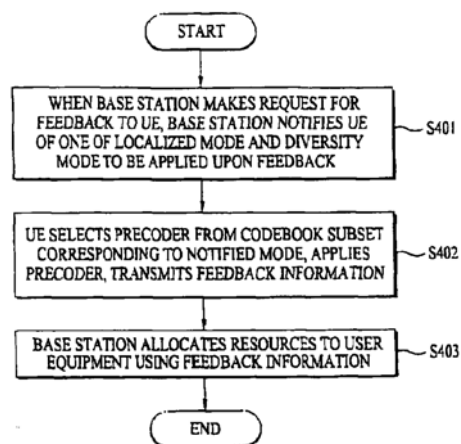 START
WHEN BASE STATION MAKES REQUEST FOR
FEEDBACK TO UE, BASE STATION NOTIFIES UE
OF ONE OF LOCALIZED MODE AND DIVERSITY
MODE TO BE APPLIED UPON FEEDBACK
S401
UE SELECTS PRECODER FROM CODEBOOK SUBSET
CORRESPONDING TO NOTIFIED MODE, APPLIES
PRECODER, TRANSMITS FEEDBACK INFORMATION
S402
BASE STATION ALLOCATES RESOURCES TO USER
EQUIPMENT USING FEEDBACK INFORMATION
S403
END